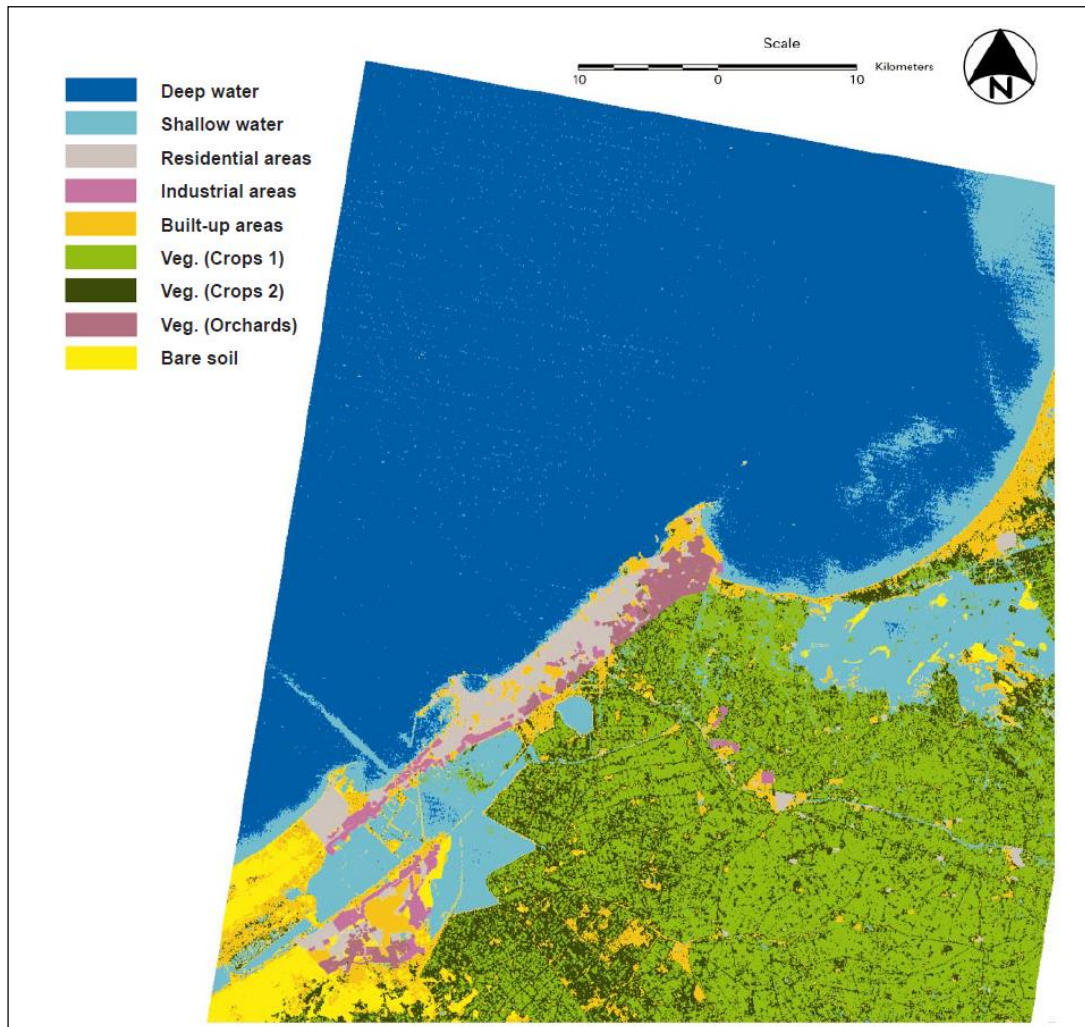 Scale
10 0 10 Kilometers
N
Deep water
Shallow water
Residential areas
Industrial areas
Built-up areas
Veg. (Crops 1)
Veg. (Crops 2)
Veg. (Orchards)
Bare soil